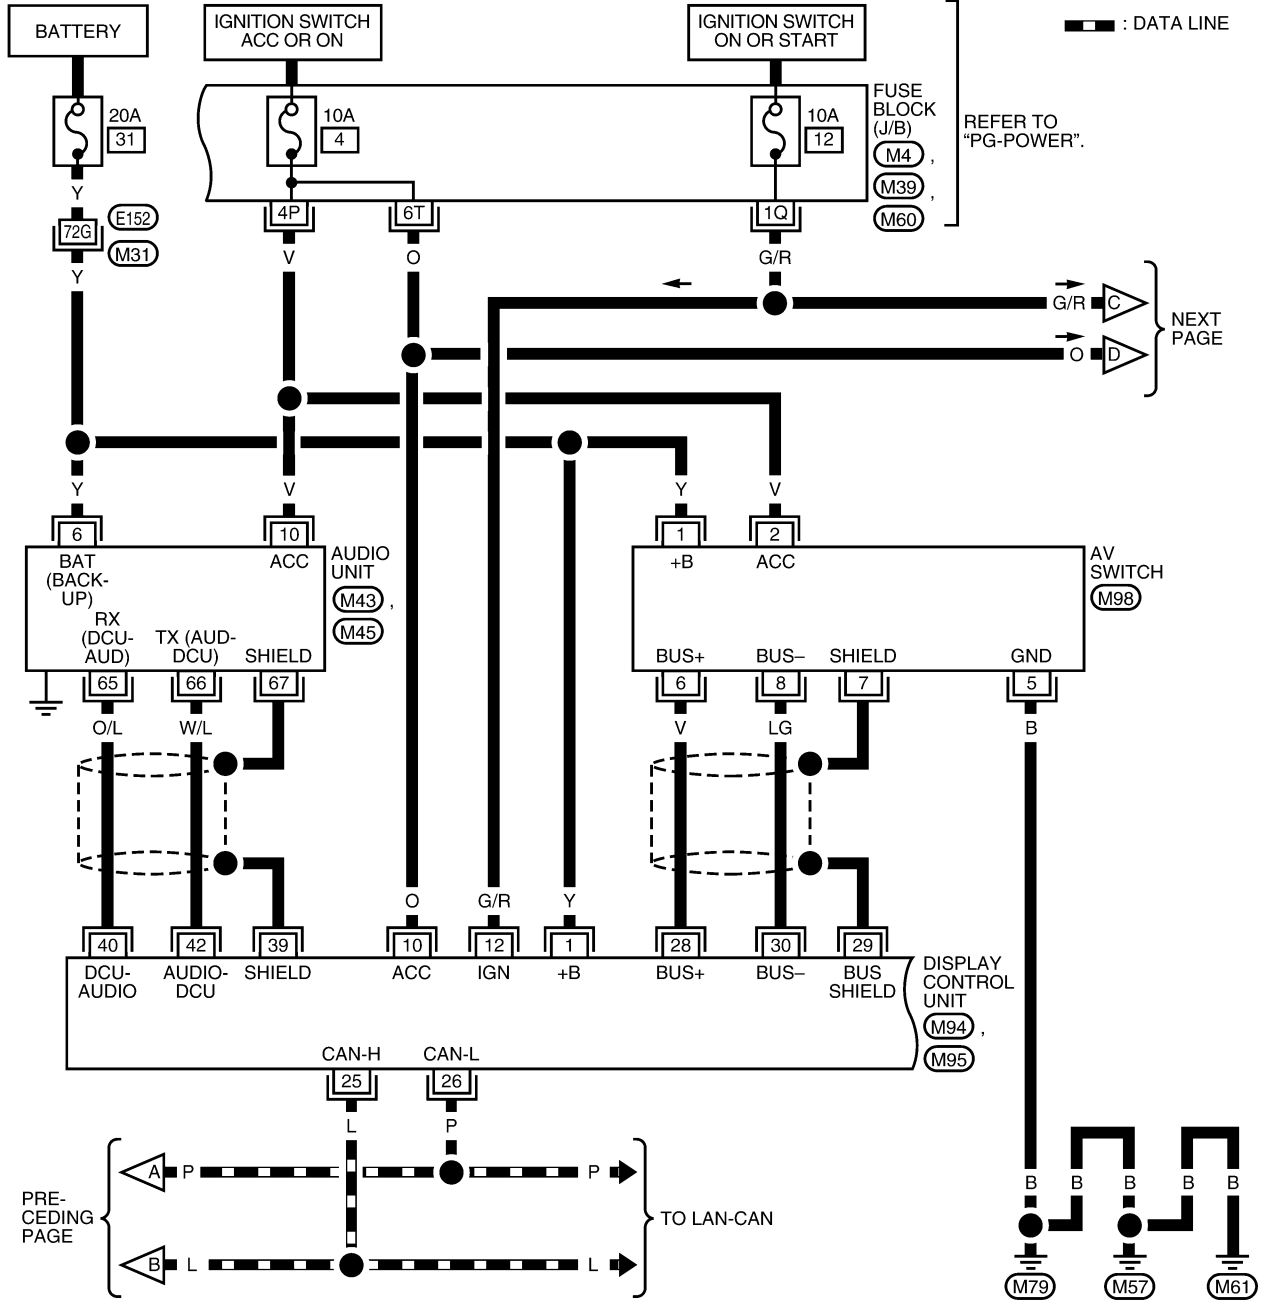 BATTERY
IGNITION SWITCH
ACC OR ON
IGNITION SWITCH
ON OR START
: DATA LINE
20A
31
10A
4
10A
12
FUSE
BLOCK
(J/B)
M4 ,
M39 ,
M60
REFER TO
“PG-POWER”.
Y
72G
E152
M31
Y
4P
6T
1Q
V
O
G/R
G/R
C
O
D
NEXT
PAGE
Y
V
Y
V
6
10
1
2
BAT
(BACK-
UP)
ACC
RX
(DCU-
AUD)
TX (AUD-
DCU)
SHIELD
AUDIO
UNIT
M43 ,
M45
+B
ACC
BUS+
BUS–
SHIELD
GND
AV
SWITCH
M98
65
66
67
6
8
7
5
O/L
W/L
V
LG
B
O
G/R
Y
40
42
39
10
12
1
28
30
29
DCU-
AUDIO
AUDIO-
DCU
SHIELD
ACC
IGN
+B
BUS+
BUS–
BUS
SHIELD
DISPLAY
CONTROL
UNIT
M94 ,
M95
CAN-H
CAN-L
25
26
L
P
PRE-
CEDING
PAGE
A
P
P
B
L
L
TO LAN-CAN
B
B
B
B
B
M79
M57
M61